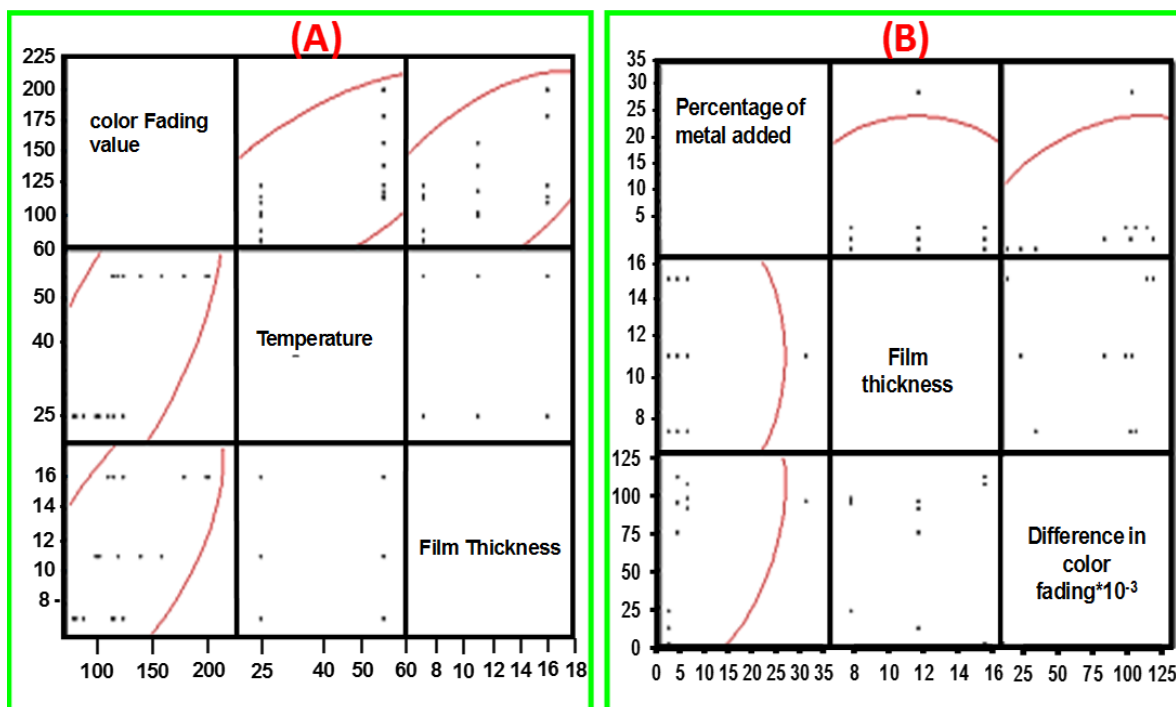 (A)
225
200
175
150
125
100
60
50
40
25
16
14
12
10
8
color Fading
value
Temperature
Film Thickness
100 150 200 25 40 50 60 8 10 12 14 16 18
(B)
35
30
25
20
15
10
5
16
14
12
10
8
125
100
75
50
25
0
Percentage of
metal added
Film
thickness
Difference in
color
fading*10-3
0 5 10 15 20 25 30 35 8 10 12 14 16 25 50 75 100 125